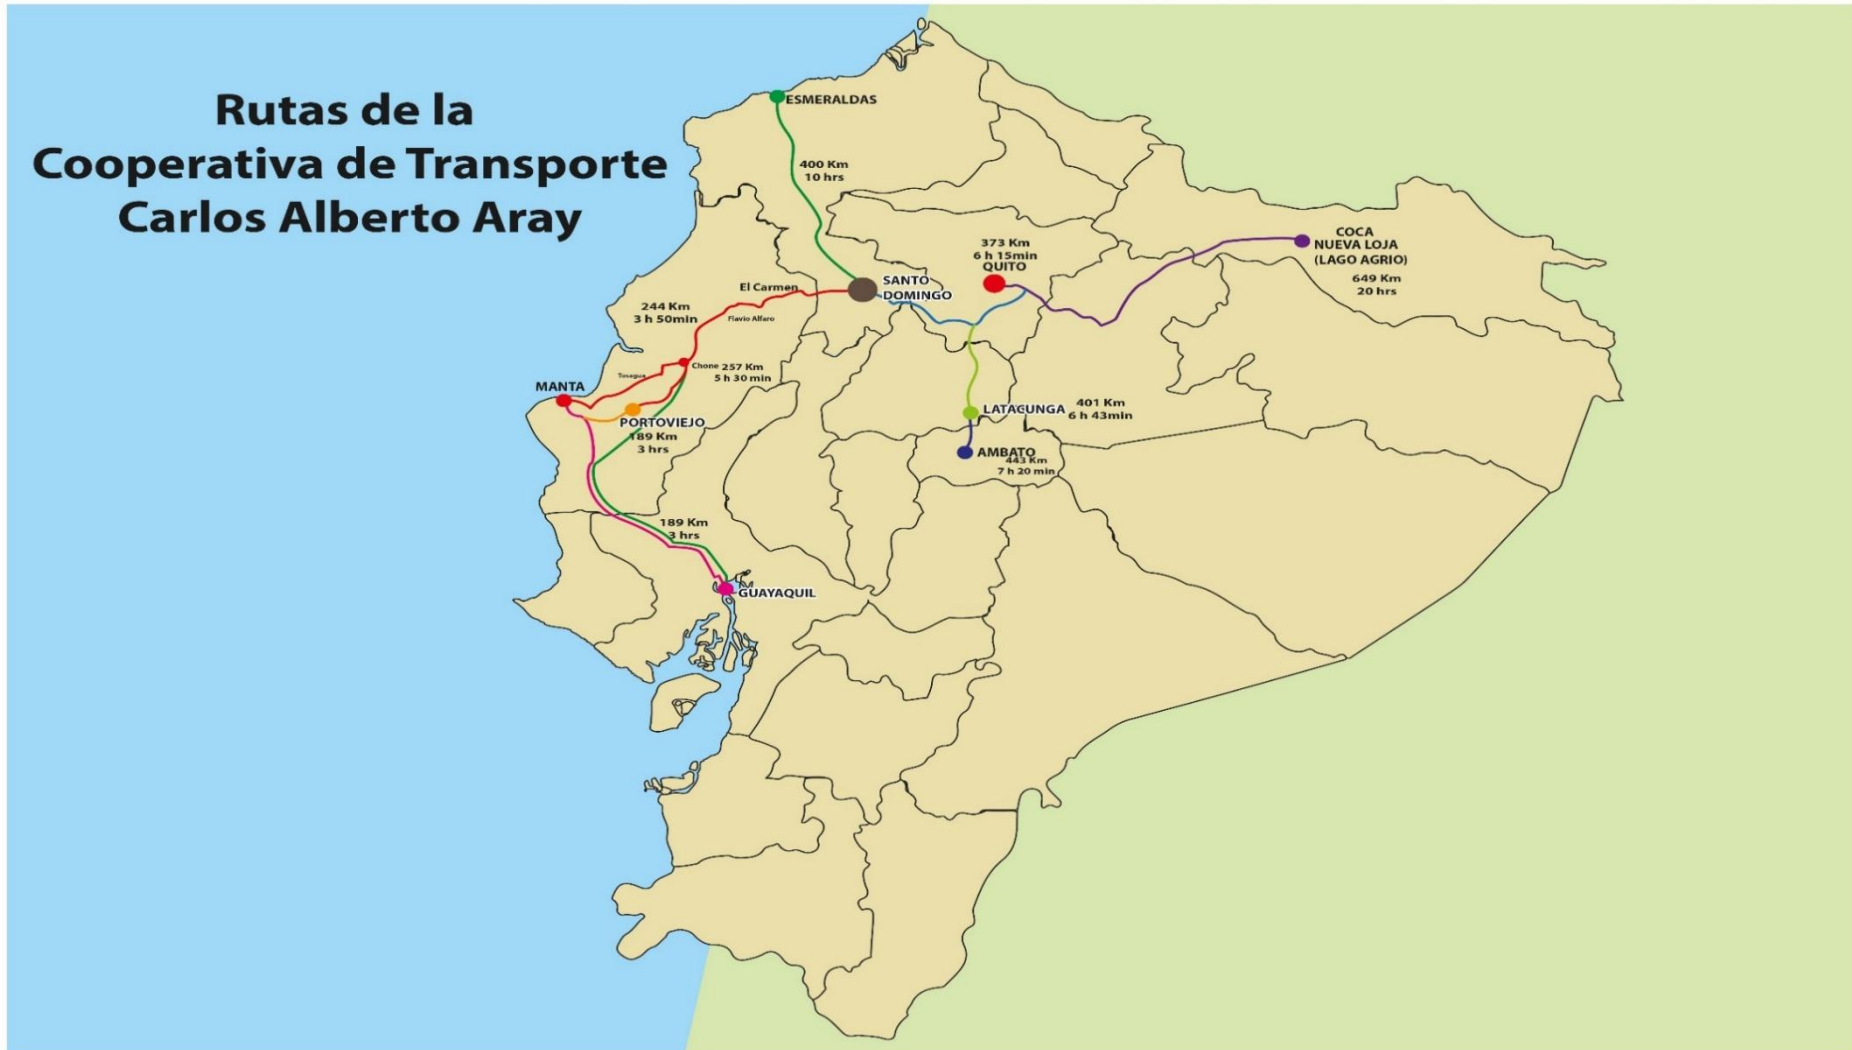 Rutas de la
Cooperativa de Transporte
Carlos Alberto Aray
ESMERALDAS
400 Km
10 hrs
COCA
NUEVA LOJA
(LAGO AGRIO)
649 Km
20 hrs
373 Km
6 h 15min
QUITO
SANTO
DOMINGO
El Carmen
244 Km
3 h 50min
Flavio Alfaro
Chone 257 Km
5 h 30 min
Tosagua
MANTA
PORTOVIEJO
189 Km
3 hrs
LATACUNGA
401 Km
6 h 43min
AMBATO
443 Km
7 h 20 min
189 Km
3 hrs
GUAYAQUIL